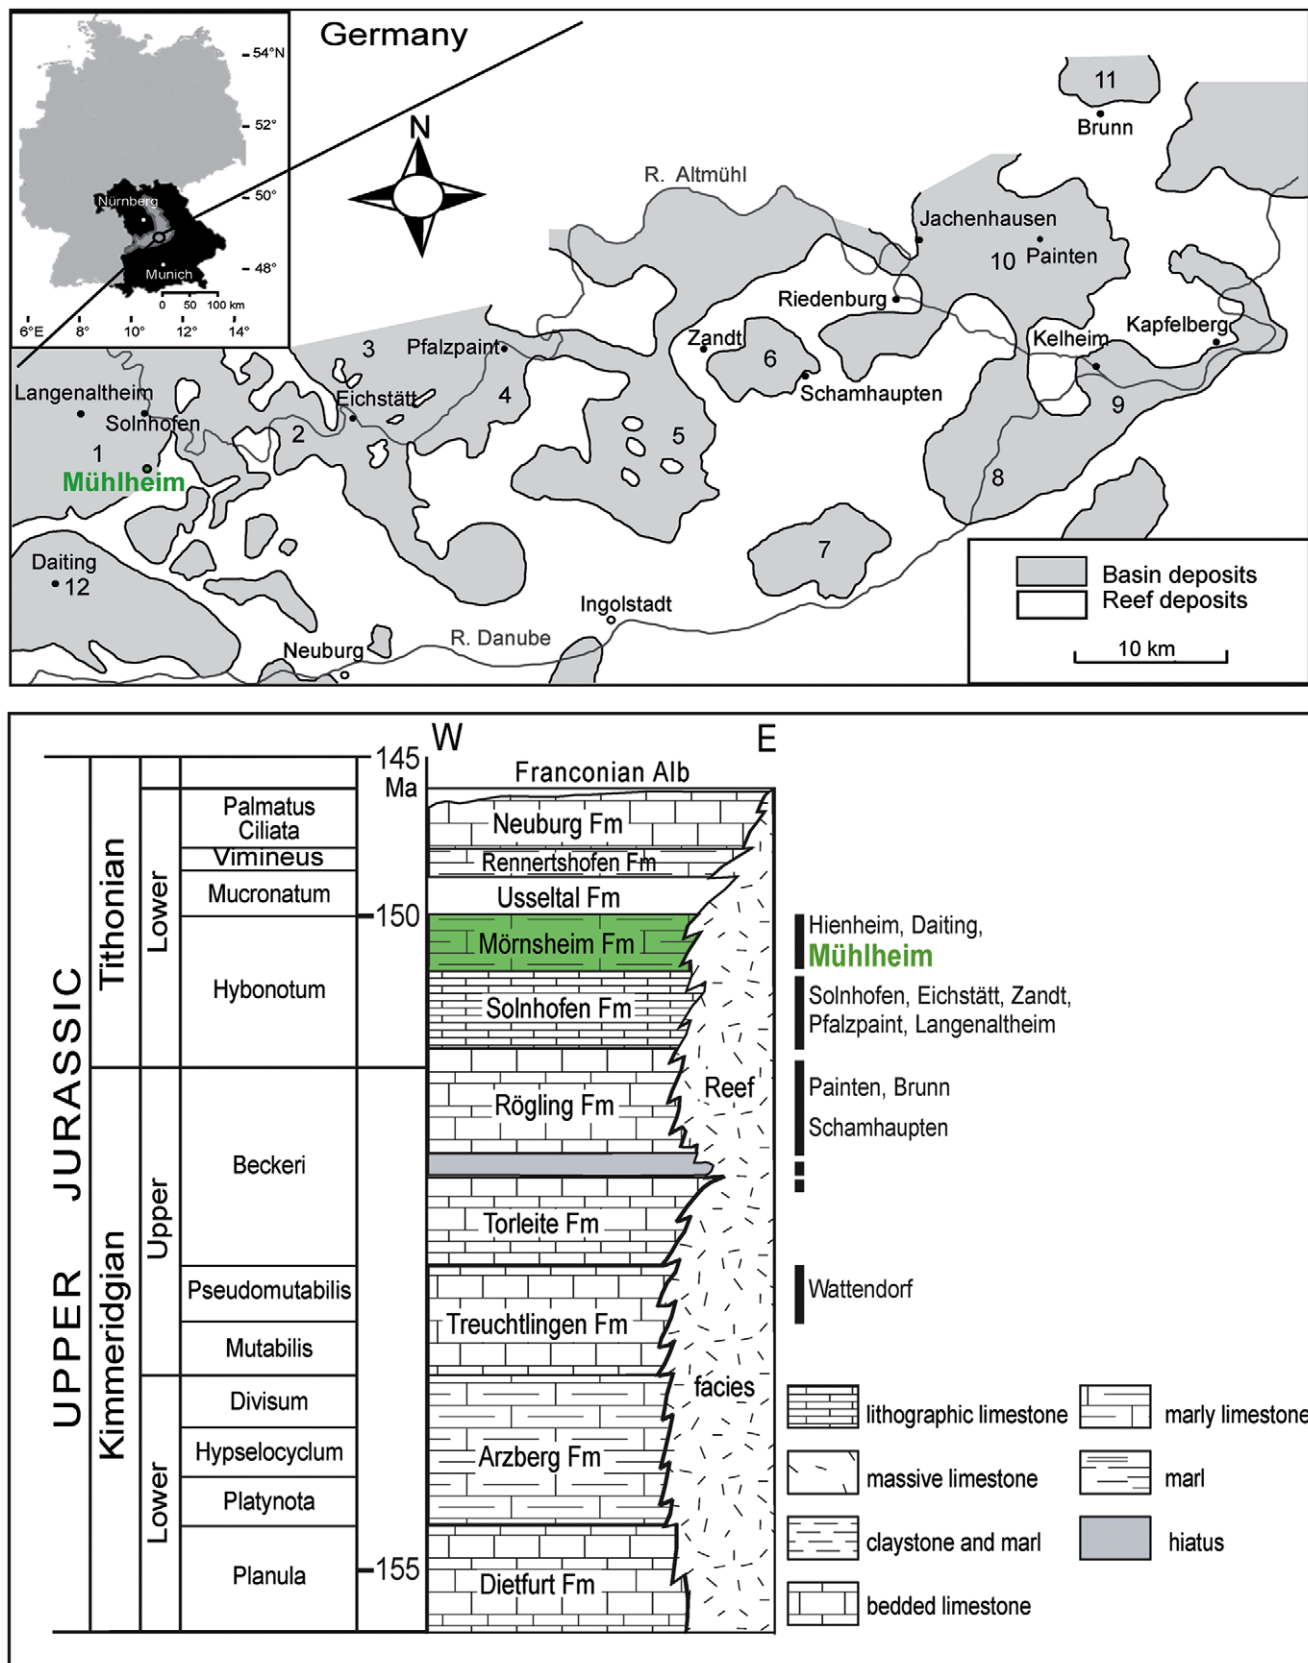 Germany
54°N
52°
50°
48°
Nürnberg
Munich
0 50 100 km
6°E 8° 10° 12° 14°
N
R. Altmühl
11
Brunn
Jachenhausen
10
Painten
Riedenburg
Kapfelberg
Kelheim
Zandt
6
Schamhaupten
3
Pfalzpaint
4
Eichstätt
Langenaltheim
Solnhofen
2
5
9
1
Mühlheim
8
7
Daiting
12
Ingolstadt
R. Danube
Neuburg
Basin deposits
Reef deposits
10 km
W
E
145
Ma
Franconian Alb
UPPER JURASSIC
Tithonian
Kimmeridgian
Lower
Upper
Lower
Palmatus
Ciliata
Vimineus
Mucronatum
Hybonotum
Beckeri
Pseudomutabilis
Mutabilis
Divisum
Hypselocyclum
Platynota
Planula
150
155
Neuburg Fm
Rennertshofen Fm
Usseltal Fm
Mörnsheim Fm
Solnhofen Fm
Rögling Fm
Torleite Fm
Treuchtlingen Fm
Arzberg Fm
Dietfurt Fm
Reef
facies
Hienheim, Daiting,
Mühlheim
Solnhofen, Eichstätt, Zandt,
Pfalzpaint, Langenaltheim
Painten, Brunn
Schamhaupten
Wattendorf
lithographic limestone
marly limestone
massive limestone
marl
claystone and marl
hiatus
bedded limestone